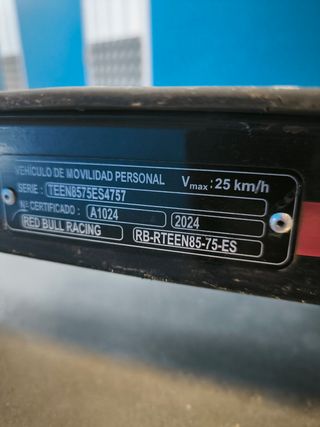 VEHÍCULO DE MOVILIDAD PERSONAL Vmax: 25 km/h
SERIE: TEEN8575ES4757
Nº CERTIFICADO: A1024 2024
RED BULL RACING RB-RTEEN85-75-ES